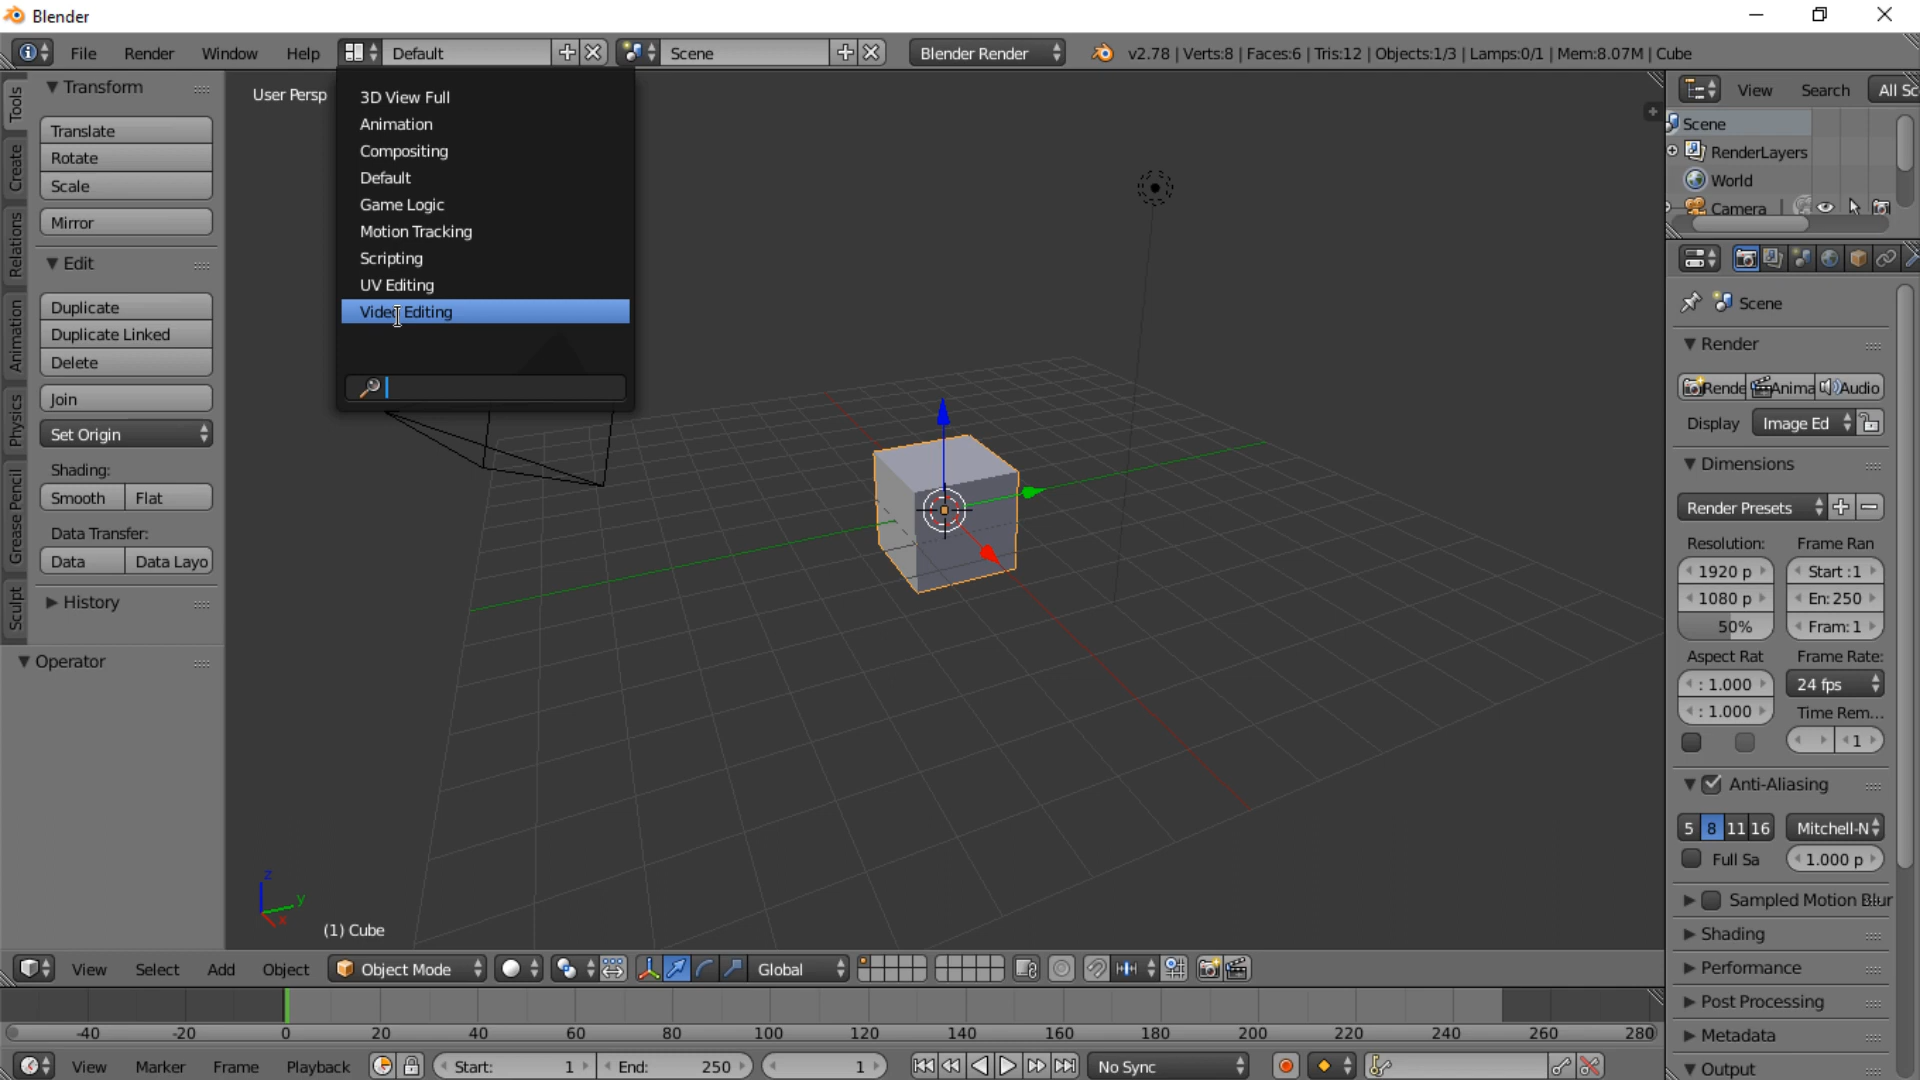 Blender
File Render Window Help Default Scene Blender Render v2.78 | Verts:8 | Faces:6 | Tris:12 | Objects:1/3 | Lamps:0/1 | Mem:8.07M | Cube
Tools
Create
Relations
Animation
Physics
Grease Pencil
Sculpt
Transform
Translate
Rotate
Scale
Mirror
Edit
Duplicate
Duplicate Linked
Delete
Join
Set Origin
Shading:
Smooth Flat
Data Transfer:
Data Data Layo
History
Operator
User Persp
3D View Full
Animation
Compositing
Default
Game Logic
Motion Tracking
Scripting
UV Editing
Video Editing
z
y
x
(1) Cube
View Search All Sc
Scene
RenderLayers
World
Camera
Scene
Render
Rende Anima Audio
Display Image Ed
Dimensions
Render Presets
Resolution: Frame Ran
1920 p Start :1
1080 p En: 250
50% Fram: 1
Aspect Rat Frame Rate:
: 1.000 24 fps
: 1.000 Time Rem...
1
Anti-Aliasing
5 8 11 16 Mitchell-N
Full Sa 1.000 p
Sampled Motion Blur
Shading
Performance
Post Processing
Metadata
Output
View Select Add Object Object Mode Global
-40 -20 0 20 40 60 80 100 120 140 160 180 200 220 240 260 280
View Marker Frame Playback Start: 1 End: 250 1 No Sync